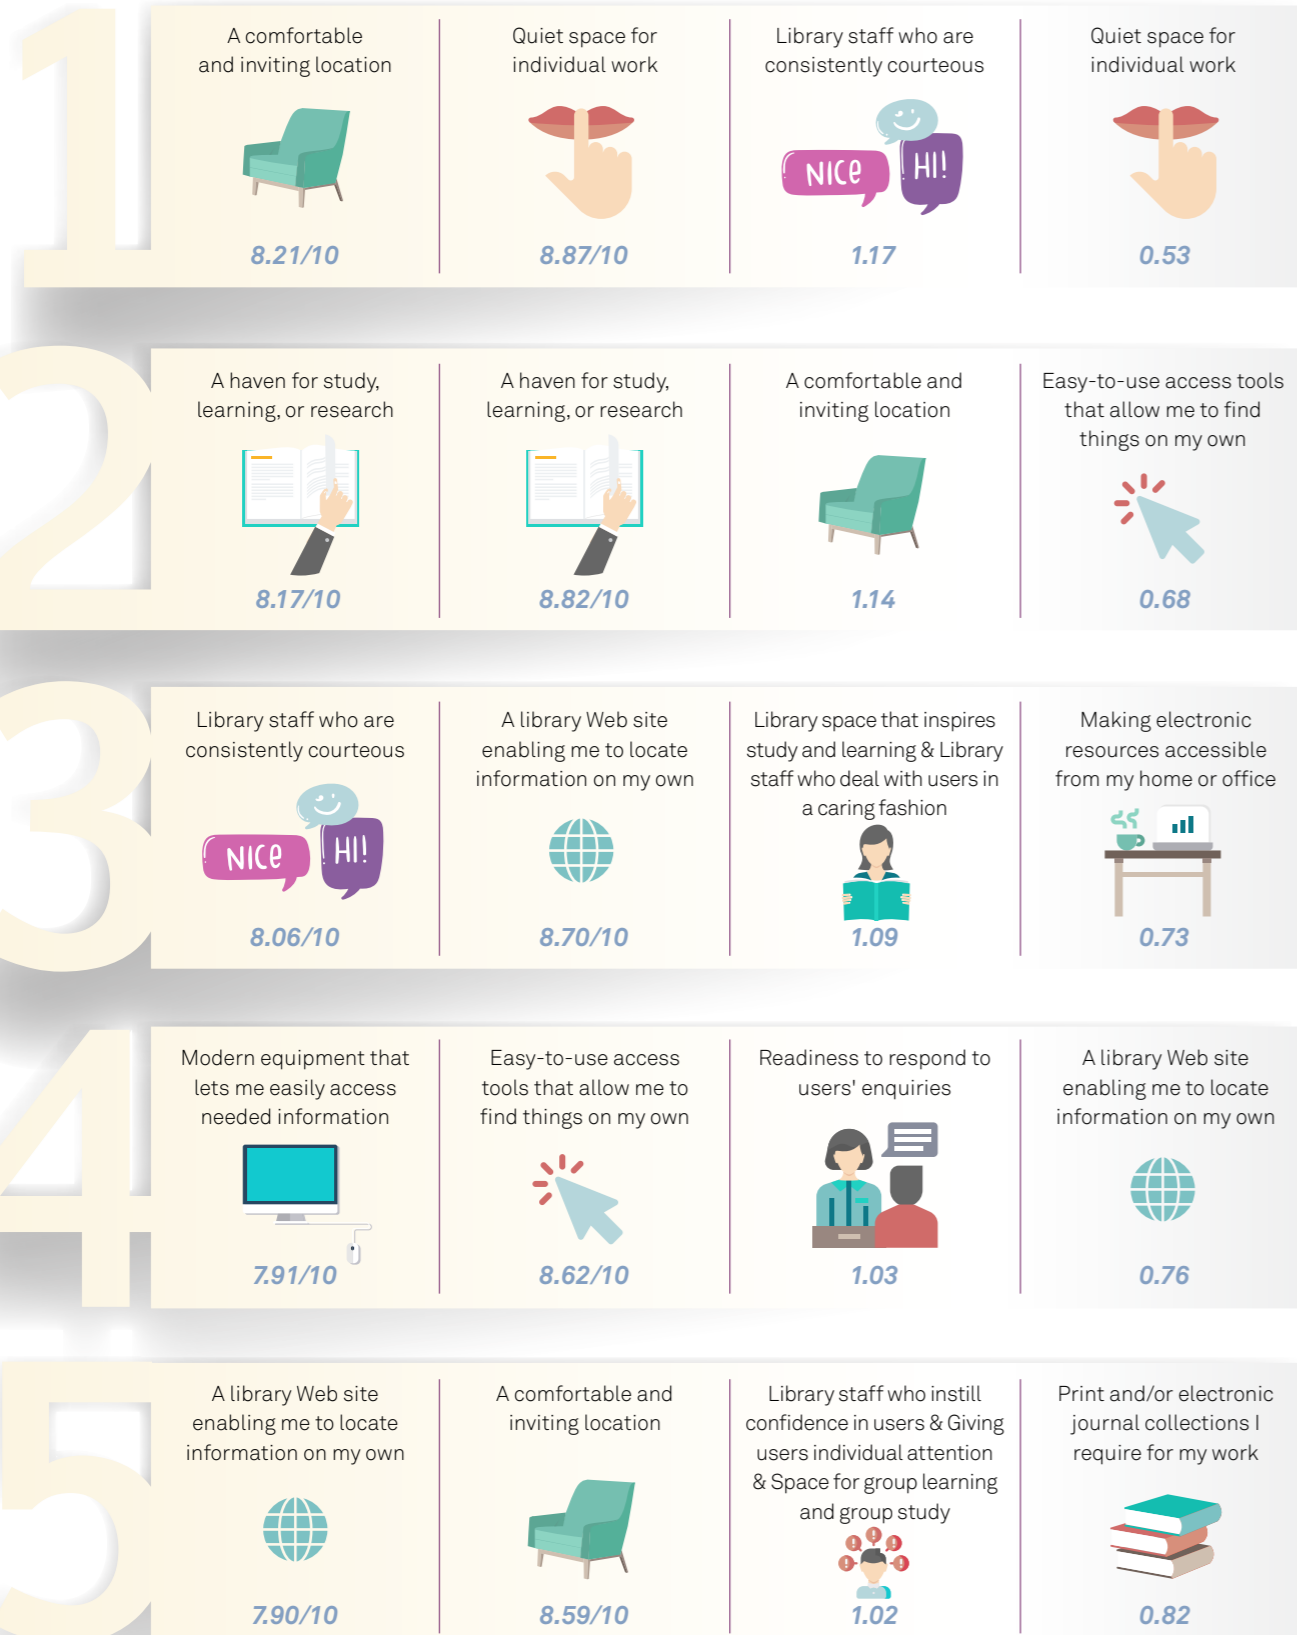 1
A comfortable
and inviting location
8.21/10
Quiet space for
individual work
8.87/10
Library staff who are
consistently courteous
NICE
HI!
1.17
Quiet space for
individual work
0.53
2
A haven for study,
learning, or research
8.17/10
A haven for study,
learning, or research
8.82/10
A comfortable and
inviting location
1.14
Easy-to-use access tools
that allow me to find
things on my own
0.68
3
Library staff who are
consistently courteous
NICE
HI!
8.06/10
A library Web site
enabling me to locate
information on my own
8.70/10
Library space that inspires
study and learning & Library
staff who deal with users in
a caring fashion
1.09
Making electronic
resources accessible
from my home or office
0.73
4
Modern equipment that
lets me easily access
needed information
7.91/10
Easy-to-use access
tools that allow me to
find things on my own
8.62/10
Readiness to respond to
users' enquiries
1.03
A library Web site
enabling me to locate
information on my own
0.76
5
A library Web site
enabling me to locate
information on my own
7.90/10
A comfortable and
inviting location
8.59/10
Library staff who instill
confidence in users & Giving
users individual attention
& Space for group learning
and group study
1.02
Print and/or electronic
journal collections I
require for my work
0.82